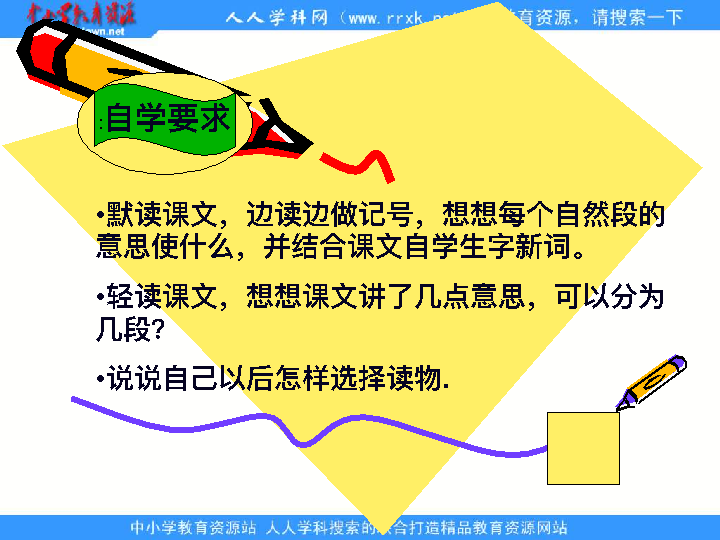 中小学教育资源
人人学科网（www.rrxk.ne 教育资源，请搜索一下
down.net
:自学要求
•默读课文，边读边做记号，想想每个自然段的
意思使什么，并结合课文自学生字新词。
•轻读课文，想想课文讲了几点意思，可以分为
几段?
•说说自己以后怎样选择读物.
中小学教育资源站 人人学科搜索的 合打造精品教育资源网站